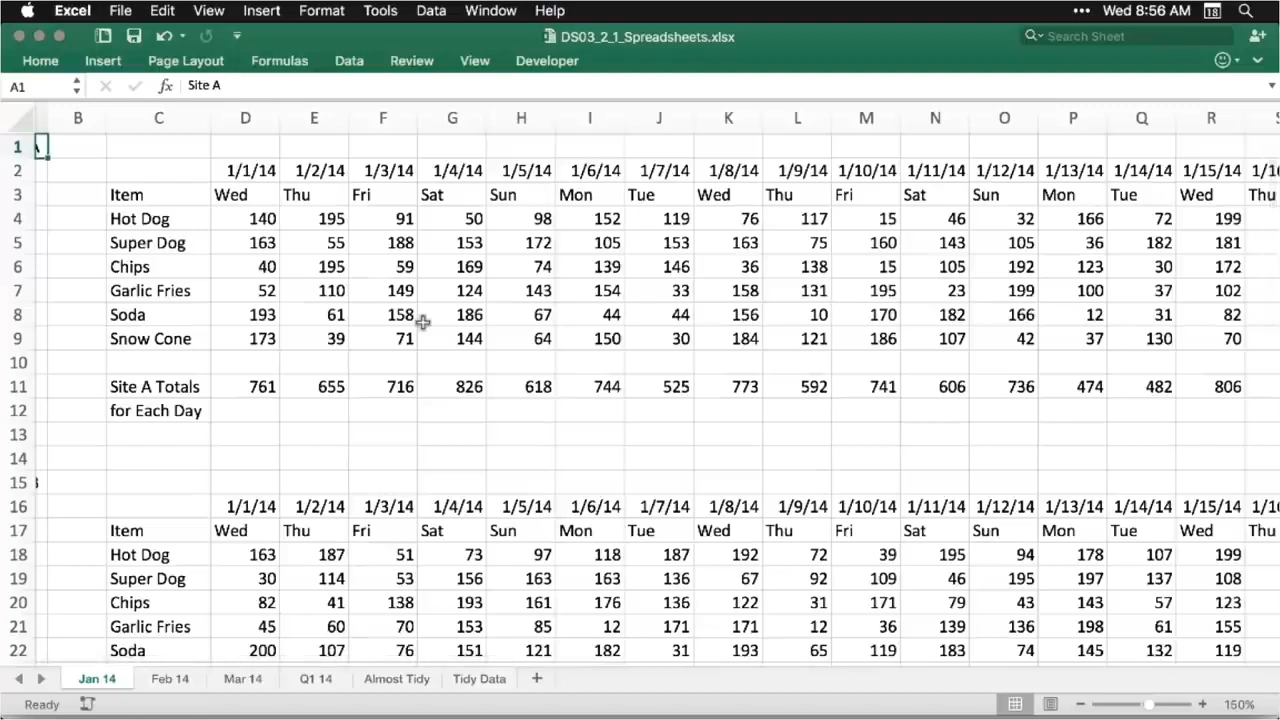 Excel File Edit View Insert Format Tools Data Window Help ••• Wed 8:56 AM 18
DS03_2_1_Spreadsheets.xlsx Search Sheet
Home Insert Page Layout Formulas Data Review View Developer
A1 fx Site A
B C D E F G H I J K L M N O P Q R
1
2 1/1/14 1/2/14 1/3/14 1/4/14 1/5/14 1/6/14 1/7/14 1/8/14 1/9/14 1/10/14 1/11/14 1/12/14 1/13/14 1/14/14 1/15/14
3 Item Wed Thu Fri Sat Sun Mon Tue Wed Thu Fri Sat Sun Mon Tue Wed Thu
4 Hot Dog 140 195 91 50 98 152 119 76 117 15 46 32 166 72 199
5 Super Dog 163 55 188 153 172 105 153 163 75 160 143 105 36 182 181
6 Chips 40 195 59 169 74 139 146 36 138 15 105 192 123 30 172
7 Garlic Fries 52 110 149 124 143 154 33 158 131 195 23 199 100 37 102
8 Soda 193 61 158 186 67 44 44 156 10 170 182 166 12 31 82
9 Snow Cone 173 39 71 144 64 150 30 184 121 186 107 42 37 130 70
10
11 Site A Totals 761 655 716 826 618 744 525 773 592 741 606 736 474 482 806
12 for Each Day
13
14
15
16 1/1/14 1/2/14 1/3/14 1/4/14 1/5/14 1/6/14 1/7/14 1/8/14 1/9/14 1/10/14 1/11/14 1/12/14 1/13/14 1/14/14 1/15/14
17 Item Wed Thu Fri Sat Sun Mon Tue Wed Thu Fri Sat Sun Mon Tue Wed Thu
18 Hot Dog 163 187 51 73 97 118 187 192 72 39 195 94 178 107 199
19 Super Dog 30 114 53 156 163 163 136 67 92 109 46 195 197 137 108
20 Chips 82 41 138 193 161 176 136 122 31 171 79 43 143 57 123
21 Garlic Fries 45 60 70 153 85 12 171 171 12 36 139 136 198 61 155
22 Soda 200 107 76 151 121 182 31 193 65 119 183 74 145 132 119
Jan 14 Feb 14 Mar 14 Q1 14 Almost Tidy Tidy Data +
Ready 150%